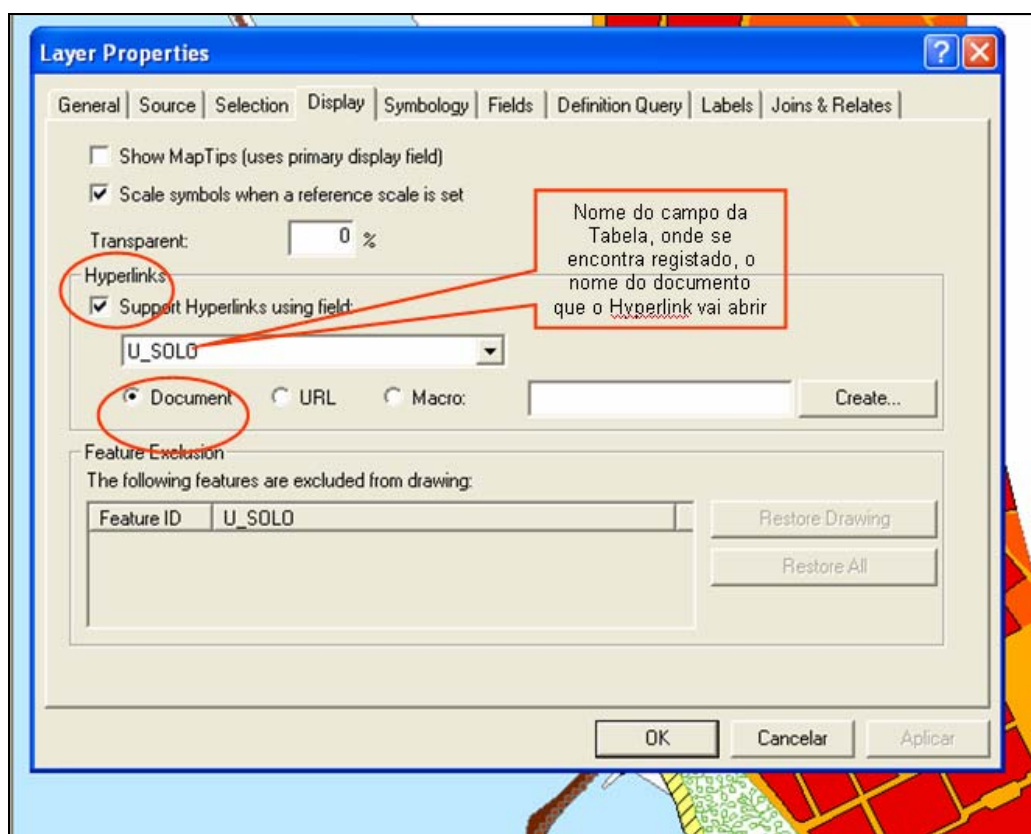 Layer Properties
General Source Selection Display Symbology Fields Definition Query Labels Joins & Relates
Show MapTips (uses primary display field)
Scale symbols when a reference scale is set
Transparent: 0 %
Nome do campo da
Tabela, onde se
encontra registado, o
nome do documento
que o Hyperlink vai abrir
Hyperlinks
Support Hyperlinks using field:
U_SOLO
Document URL Macro: Create...
Feature Exclusion
The following features are excluded from drawing:
Feature ID U_SOLO
Restore Drawing
Restore All
OK Cancelar Aplicar